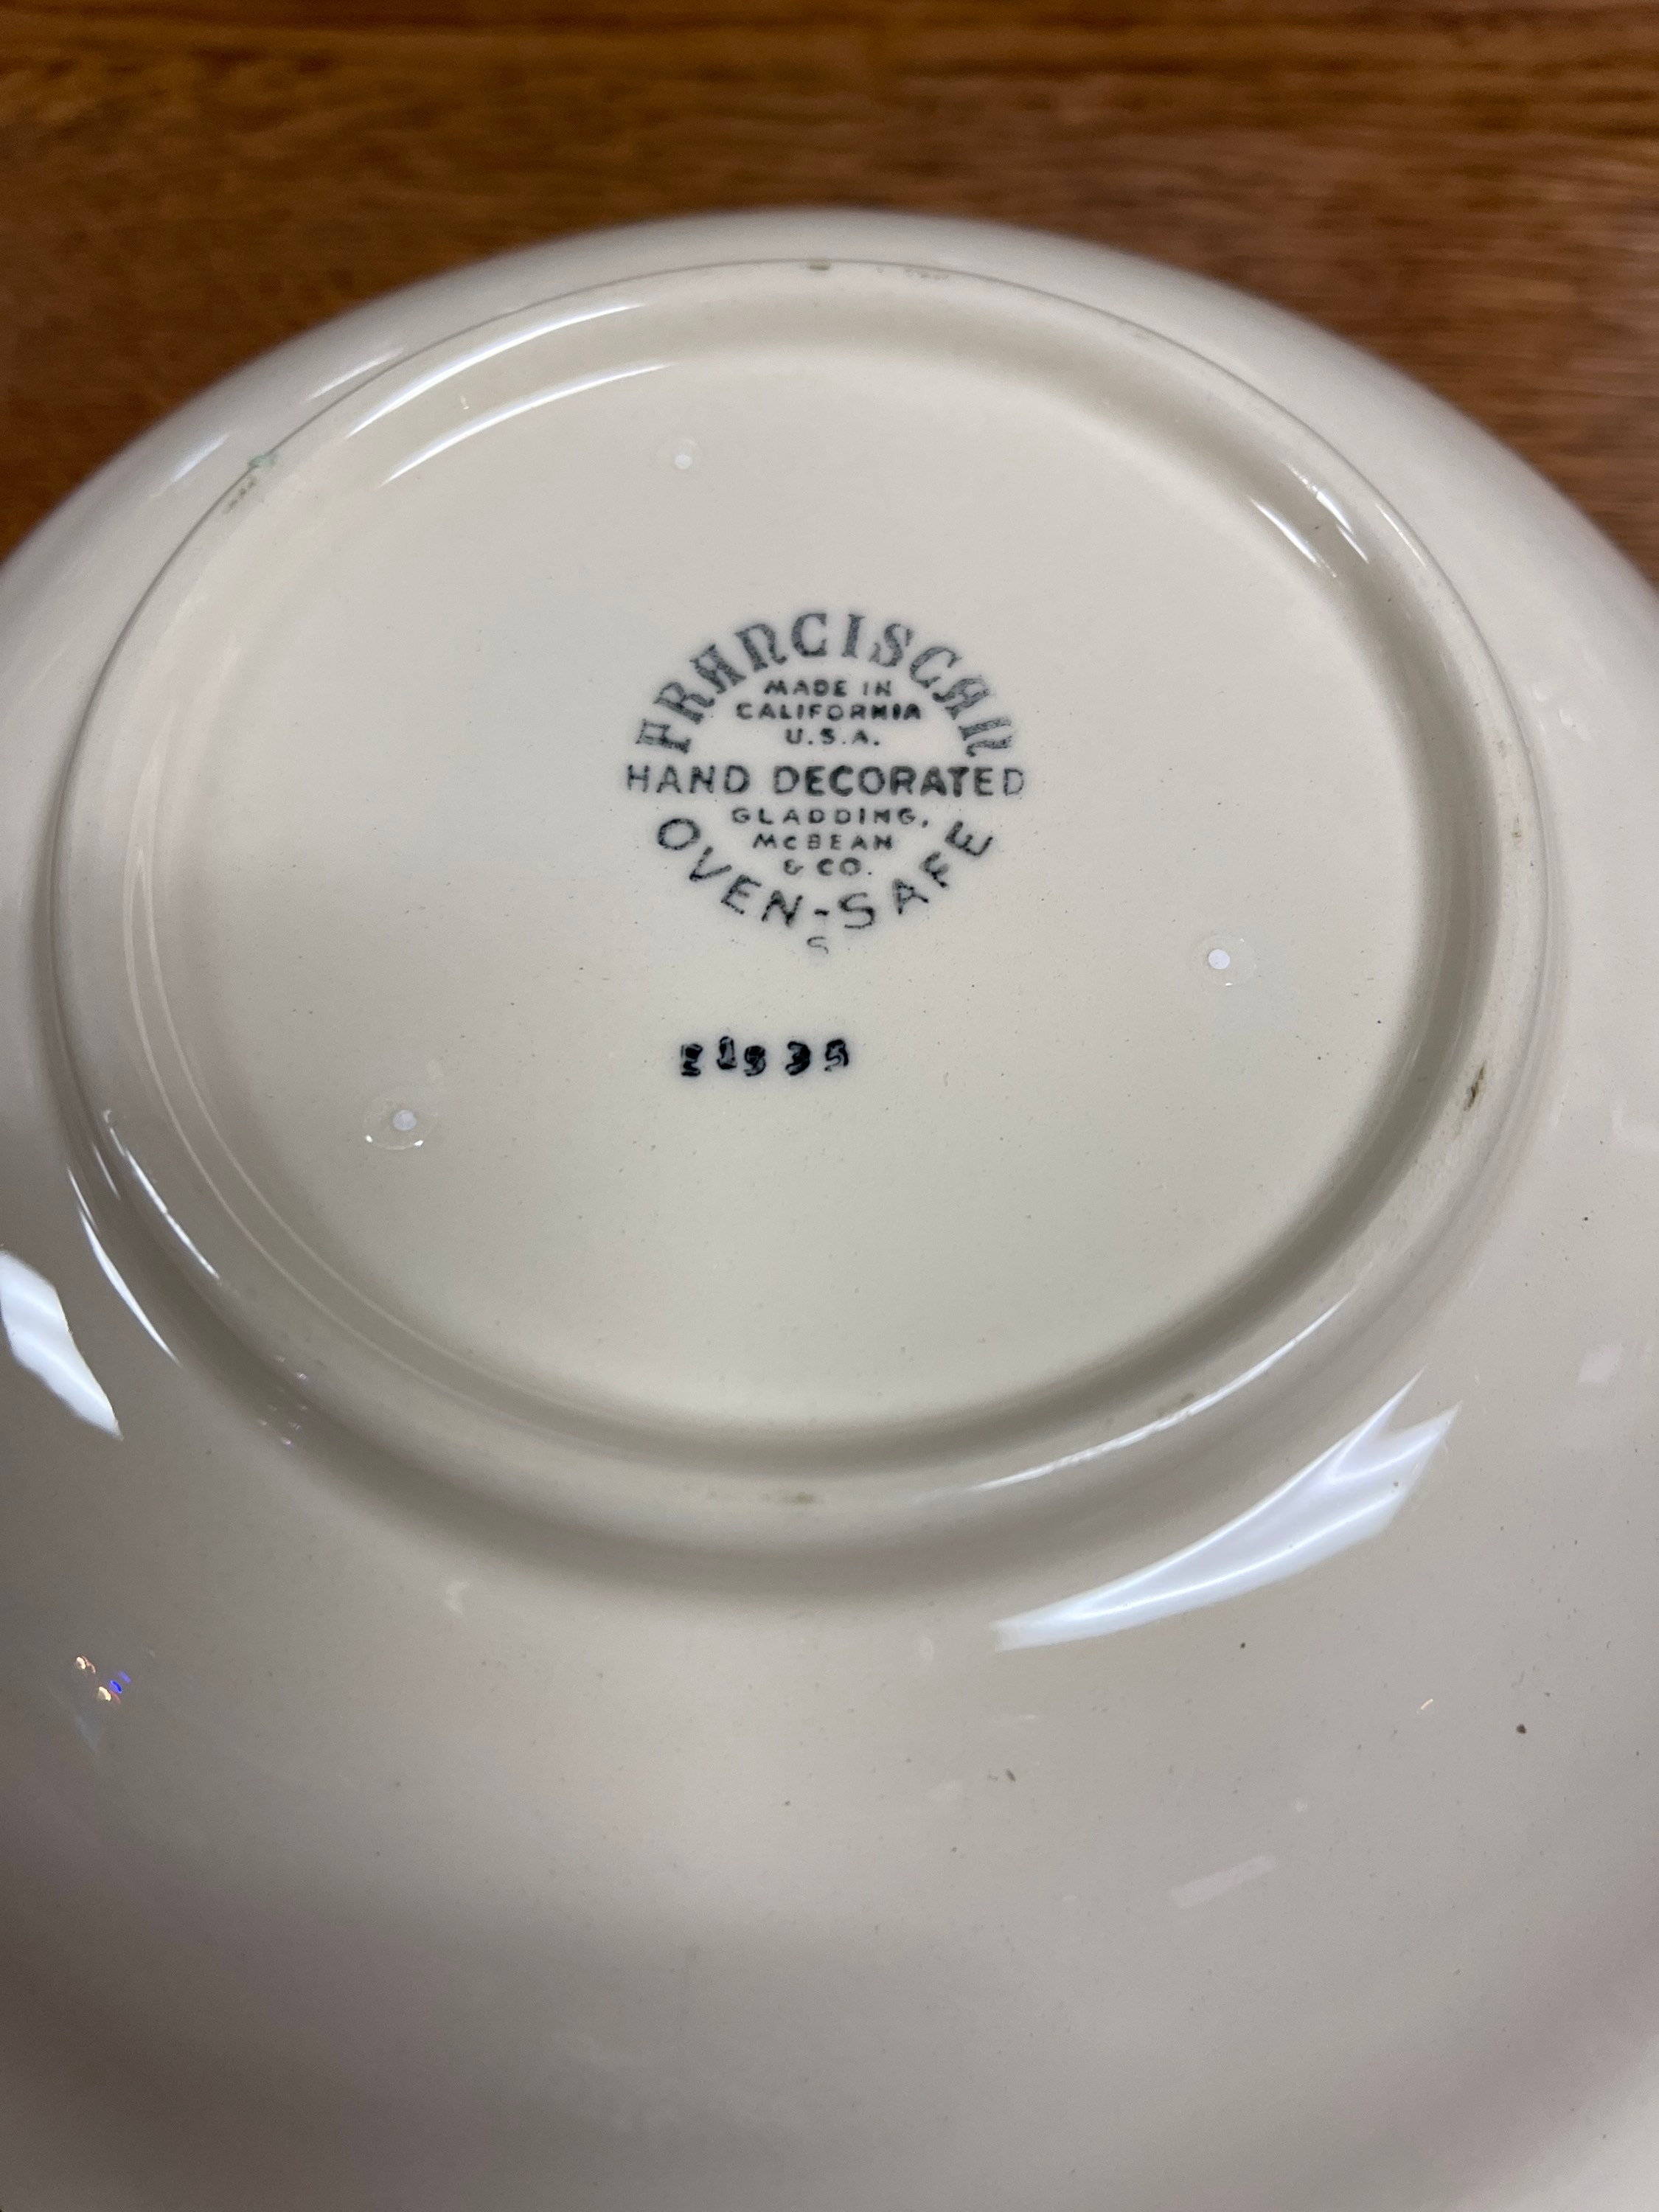 FRANCISCAN
MADE IN
CALIFORNIA
U.S.A.
HAND DECORATED
GLADDING,
McBEAN
& CO.
OVEN-SAFE
S